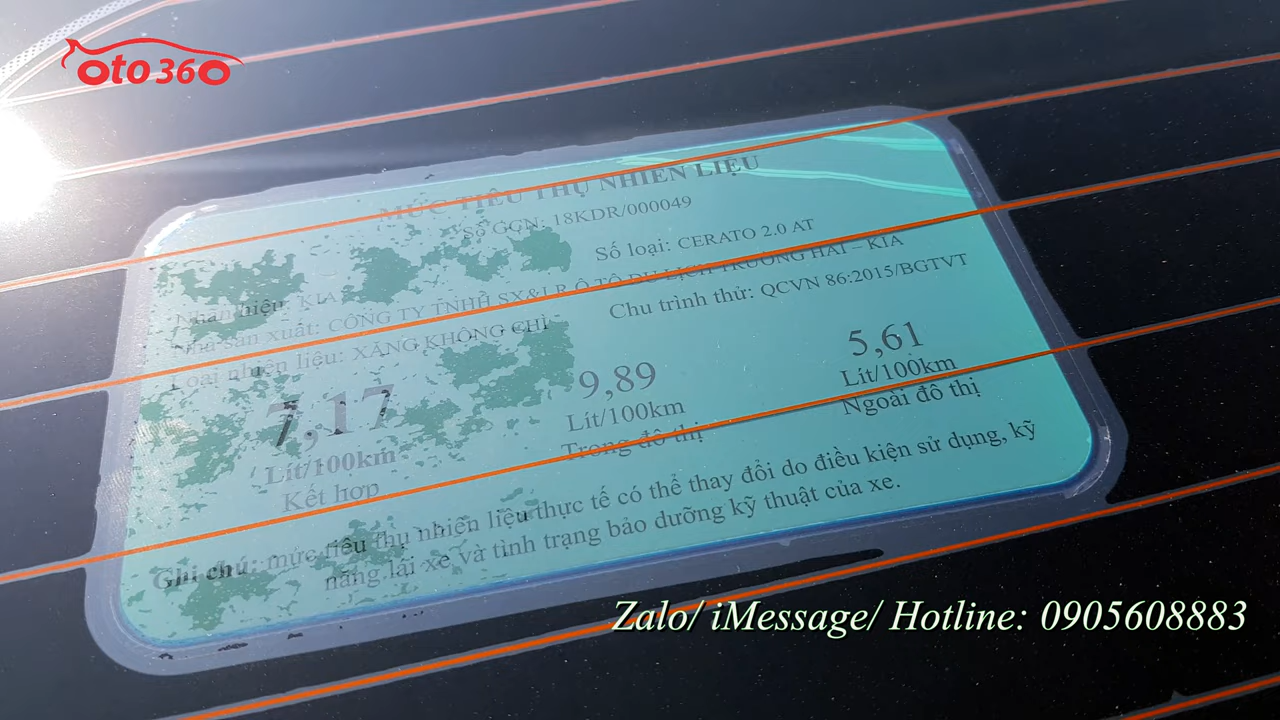 oto 360
MỨC TIÊU THỤ NHIÊN LIỆU
Số GCN: 18KDR/000049
Nhãn hiệu: KIA
Số loại: CERATO 2.0 AT
Nhà sản xuất: CÔNG TY TNHH SX&LR Ô TÔ DU LỊCH TRƯỜNG HẢI – KIA
Loại nhiên liệu: XĂNG KHÔNG CHÌ
Chu trình thử: QCVN 86:2015/BGTVT
7,17
Lít/100km
Kết hợp
9,89
Lít/100km
Trong đô thị
5,61
Lít/100km
Ngoài đô thị
Ghi chú: mức tiêu thụ nhiên liệu thực tế có thể thay đổi do điều kiện sử dụng, kỹ
năng lái xe và tình trạng bảo dưỡng kỹ thuật của xe.
Zalo/ iMessage/ Hotline: 0905608883